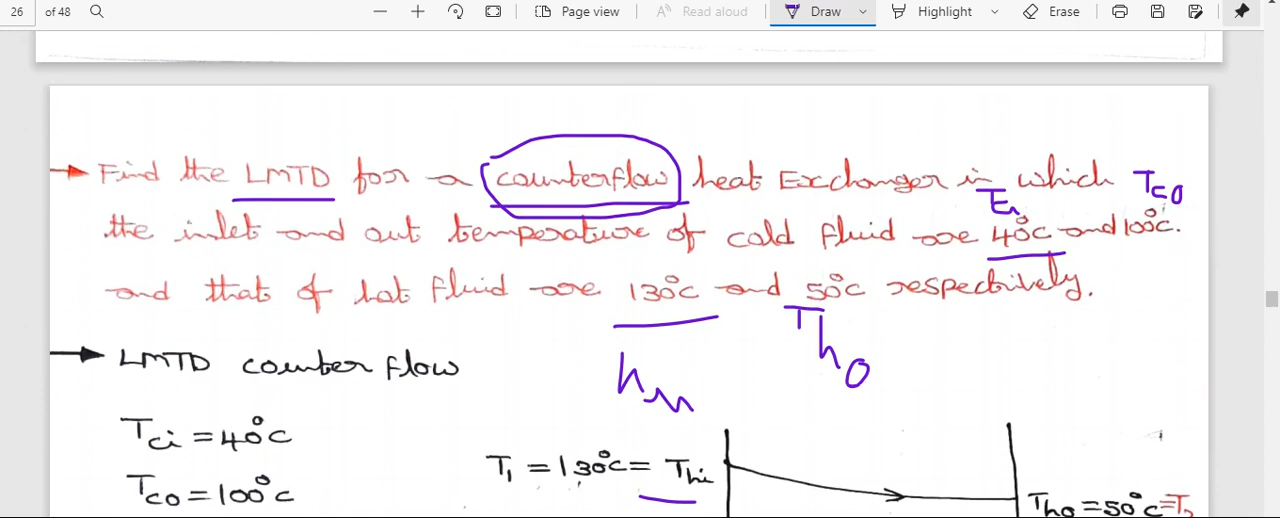 26 of 48 Page view Read aloud Draw Highlight Erase
Find the LMTD for a counterflow heat Exchanger in which Tco
the inlet and out temperature of cold fluid are 40°C and 100°C.
and that of hot fluid are 130°C and 50°C respectively.
Tho
LMTD counter flow
Tci = 40°C
T1 = 130°C = Thi
Tco = 100°C
Tho = 50°C = T2